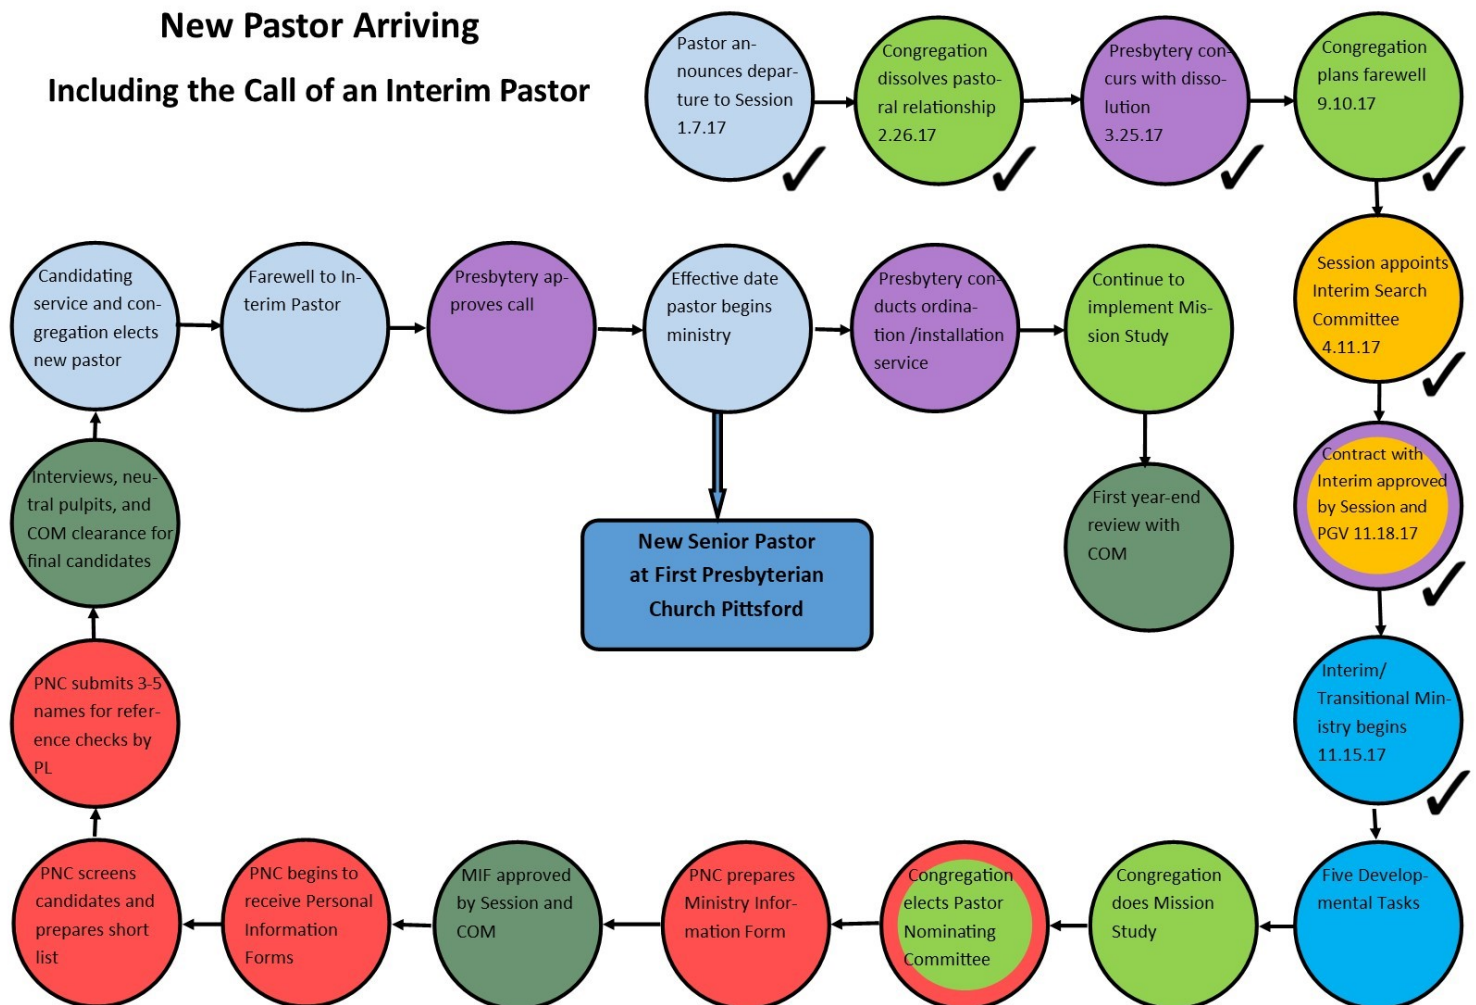 New Pastor Arriving
Including the Call of an Interim Pastor
Pastor an-
nounces depar-
ture to Session
1.7.17
Congregation
dissolves pasto-
ral relationship
2.26.17
Presbytery con-
curs with disso-
lution
3.25.17
Congregation
plans farewell
9.10.17
Session appoints
Interim Search
Committee
4.11.17
Contract with
Interim approved
by Session and
PGV 11.18.17
Interim/
Transitional Min-
istry begins
11.15.17
Five Develop-
mental Tasks
Congregation
does Mission
Study
Congregation
elects Pastor
Nominating
Committee
PNC prepares
Ministry Infor-
mation Form
MIF approved
by Session and
COM
PNC begins to
receive Personal
Information
Forms
PNC screens
candidates and
prepares short
list
PNC submits 3-5
names for refer-
ence checks by
PL
Interviews, neu-
tral pulpits, and
COM clearance for
final candidates
Candidating
service and con-
gregation elects
new pastor
Farewell to In-
terim Pastor
Presbytery ap-
proves call
Effective date
pastor begins
ministry
New Senior Pastor
at First Presbyterian
Church Pittsford
Presbytery con-
ducts ordina-
tion /installation
service
Continue to
implement Mis-
sion Study
First year-end
review with
COM